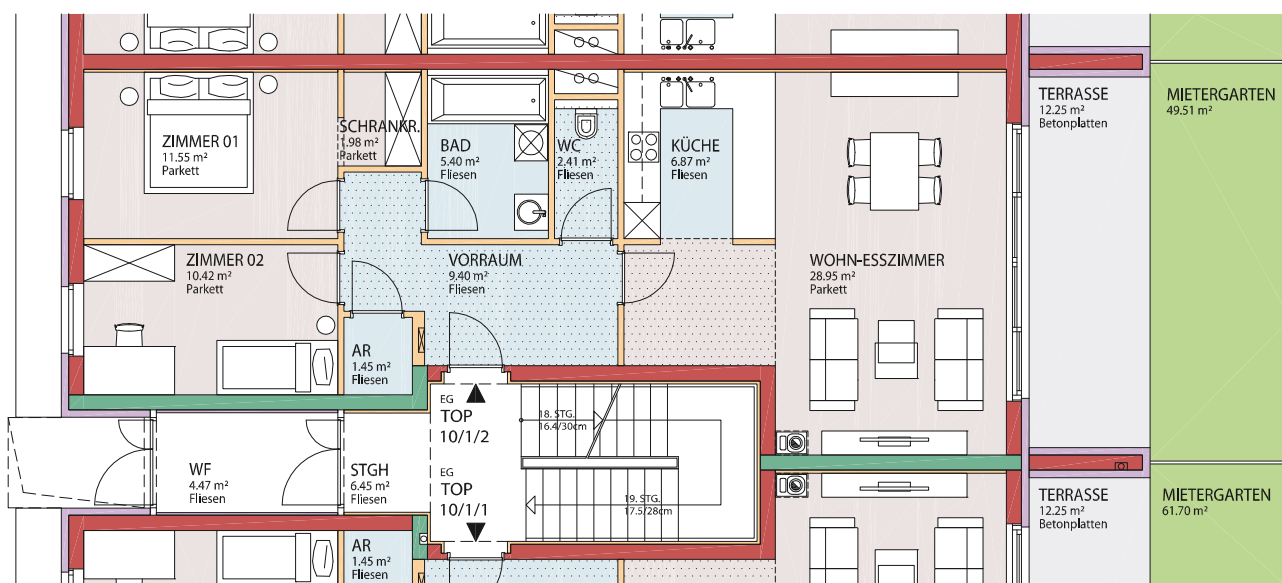 ZIMMER 01
11.55 m²
Parkett
SCHRANKR.
1.98 m²
Parkett
BAD
5.40 m²
Fliesen
WC
2.41 m²
Fliesen
KÜCHE
6.87 m²
Fliesen
TERRASSE
12.25 m²
Betonplatten
MIETERGARTEN
49.51 m²
ZIMMER 02
10.42 m²
Parkett
VORRAUM
9.40 m²
Fliesen
WOHN-ESSZIMMER
28.95 m²
Parkett
AR
1.45 m²
Fliesen
EG
TOP
10/1/2
18. STG.
16.4/30cm
WF
4.47 m²
Fliesen
STGH
6.45 m²
Fliesen
EG
TOP
10/1/1
19. STG.
17.5/28cm
TERRASSE
12.25 m²
Betonplatten
MIETERGARTEN
61.70 m²
AR
1.45 m²
Fliesen